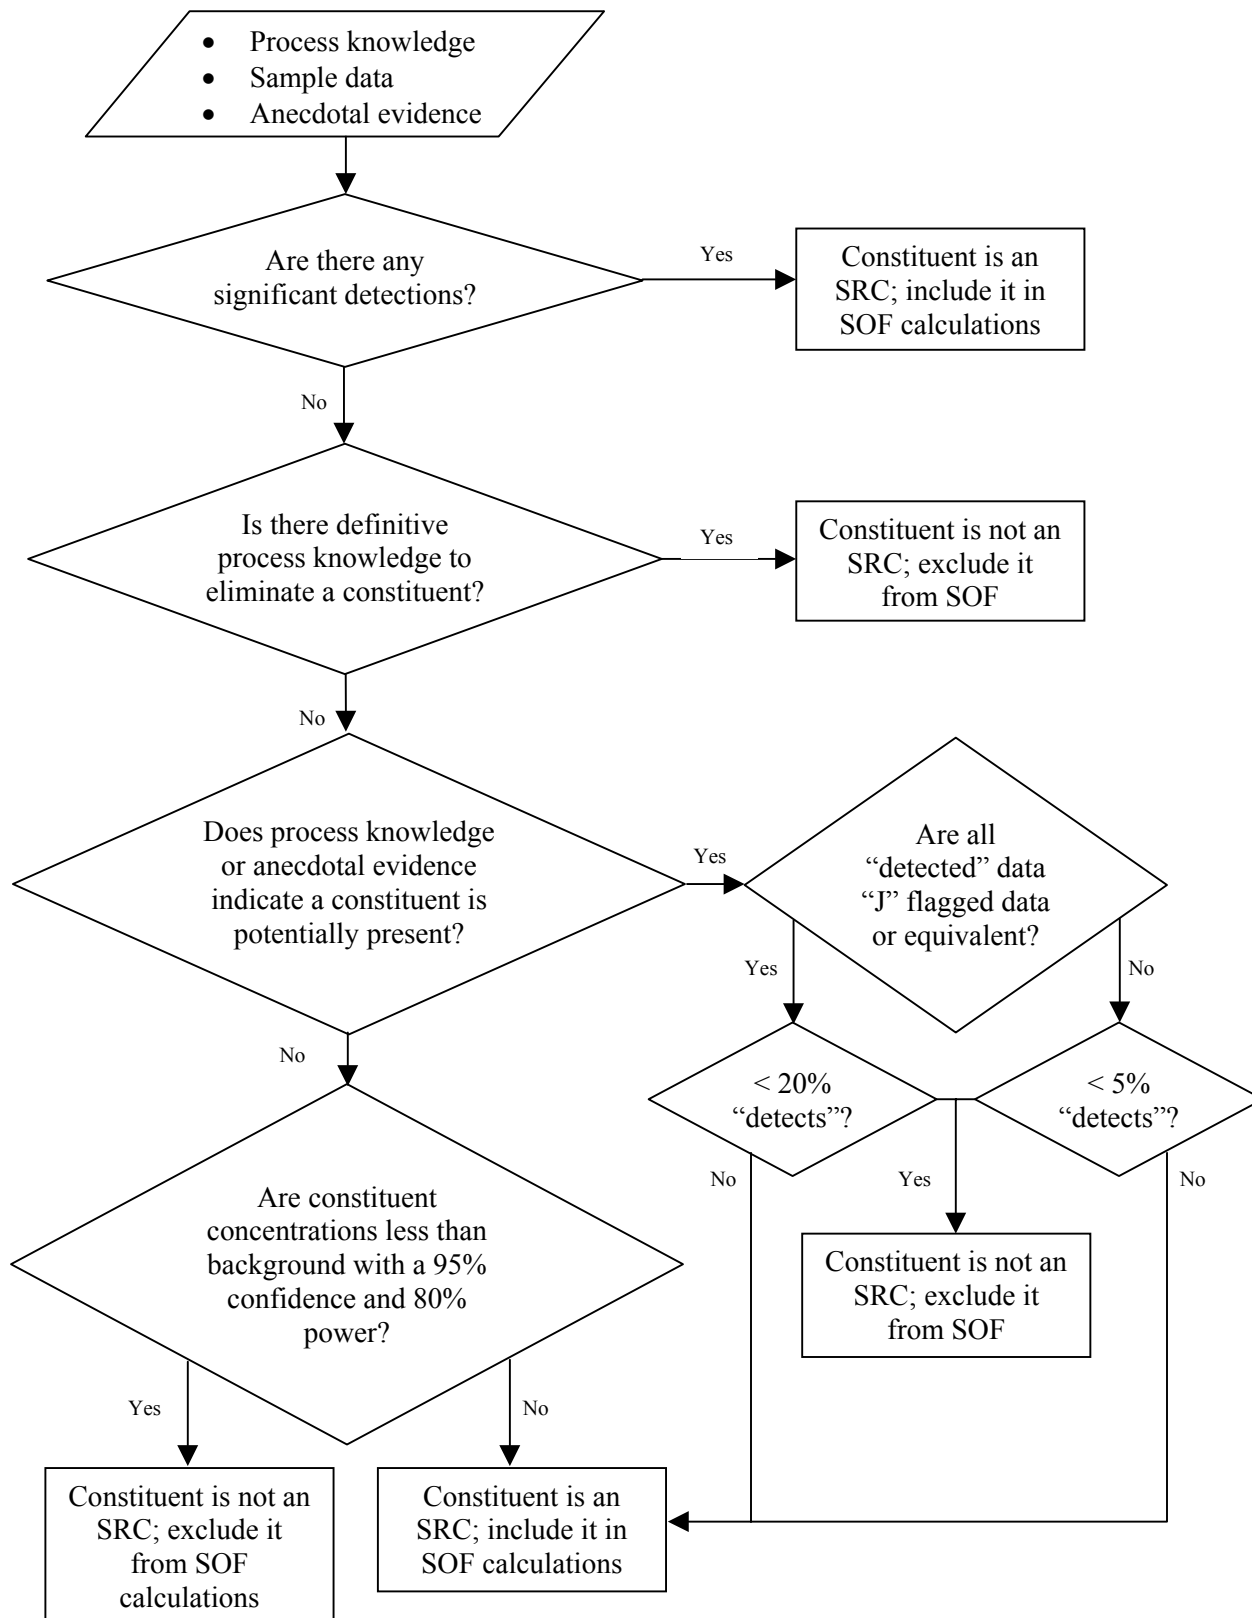 • Process knowledge
• Sample data
• Anecdotal evidence
Are there any
significant detections?
Yes
Constituent is an
SRC; include it in
SOF calculations
No
Is there definitive
process knowledge to
eliminate a constituent?
Yes
Constituent is not an
SRC; exclude it
from SOF
No
Does process knowledge
or anecdotal evidence
indicate a constituent is
potentially present?
Yes
Are all
“detected” data
“J” flagged data
or equivalent?
Yes
No
No
< 20%
“detects”?
< 5%
“detects”?
No
Yes
No
Are constituent
concentrations less than
background with a 95%
confidence and 80%
power?
Constituent is not an
SRC; exclude it
from SOF
Yes
No
Constituent is not an
SRC; exclude it
from SOF
calculations
Constituent is an
SRC; include it in
SOF calculations